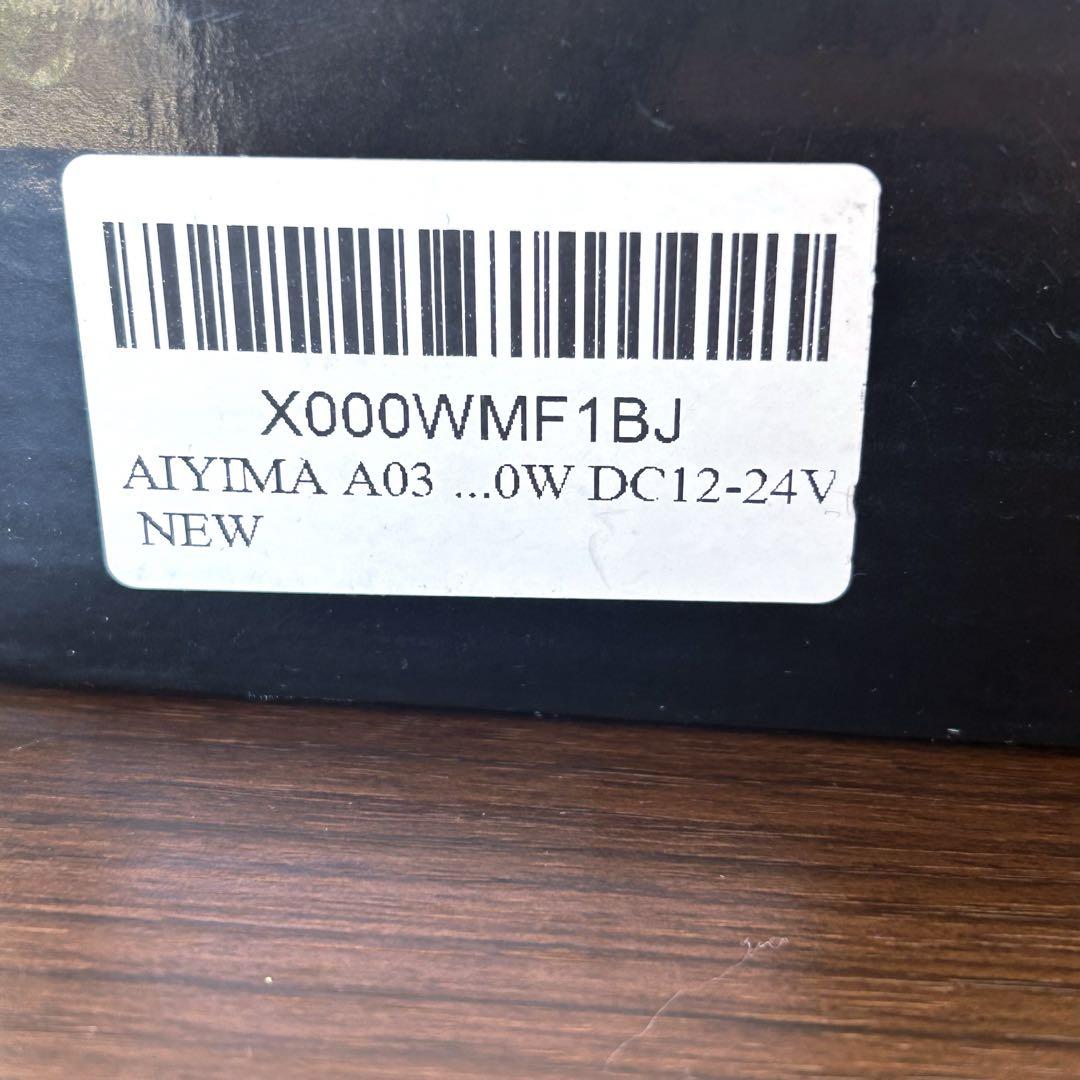 X000WMF1BJ
AIYIMA A03 ...0W DC12-24V
NEW